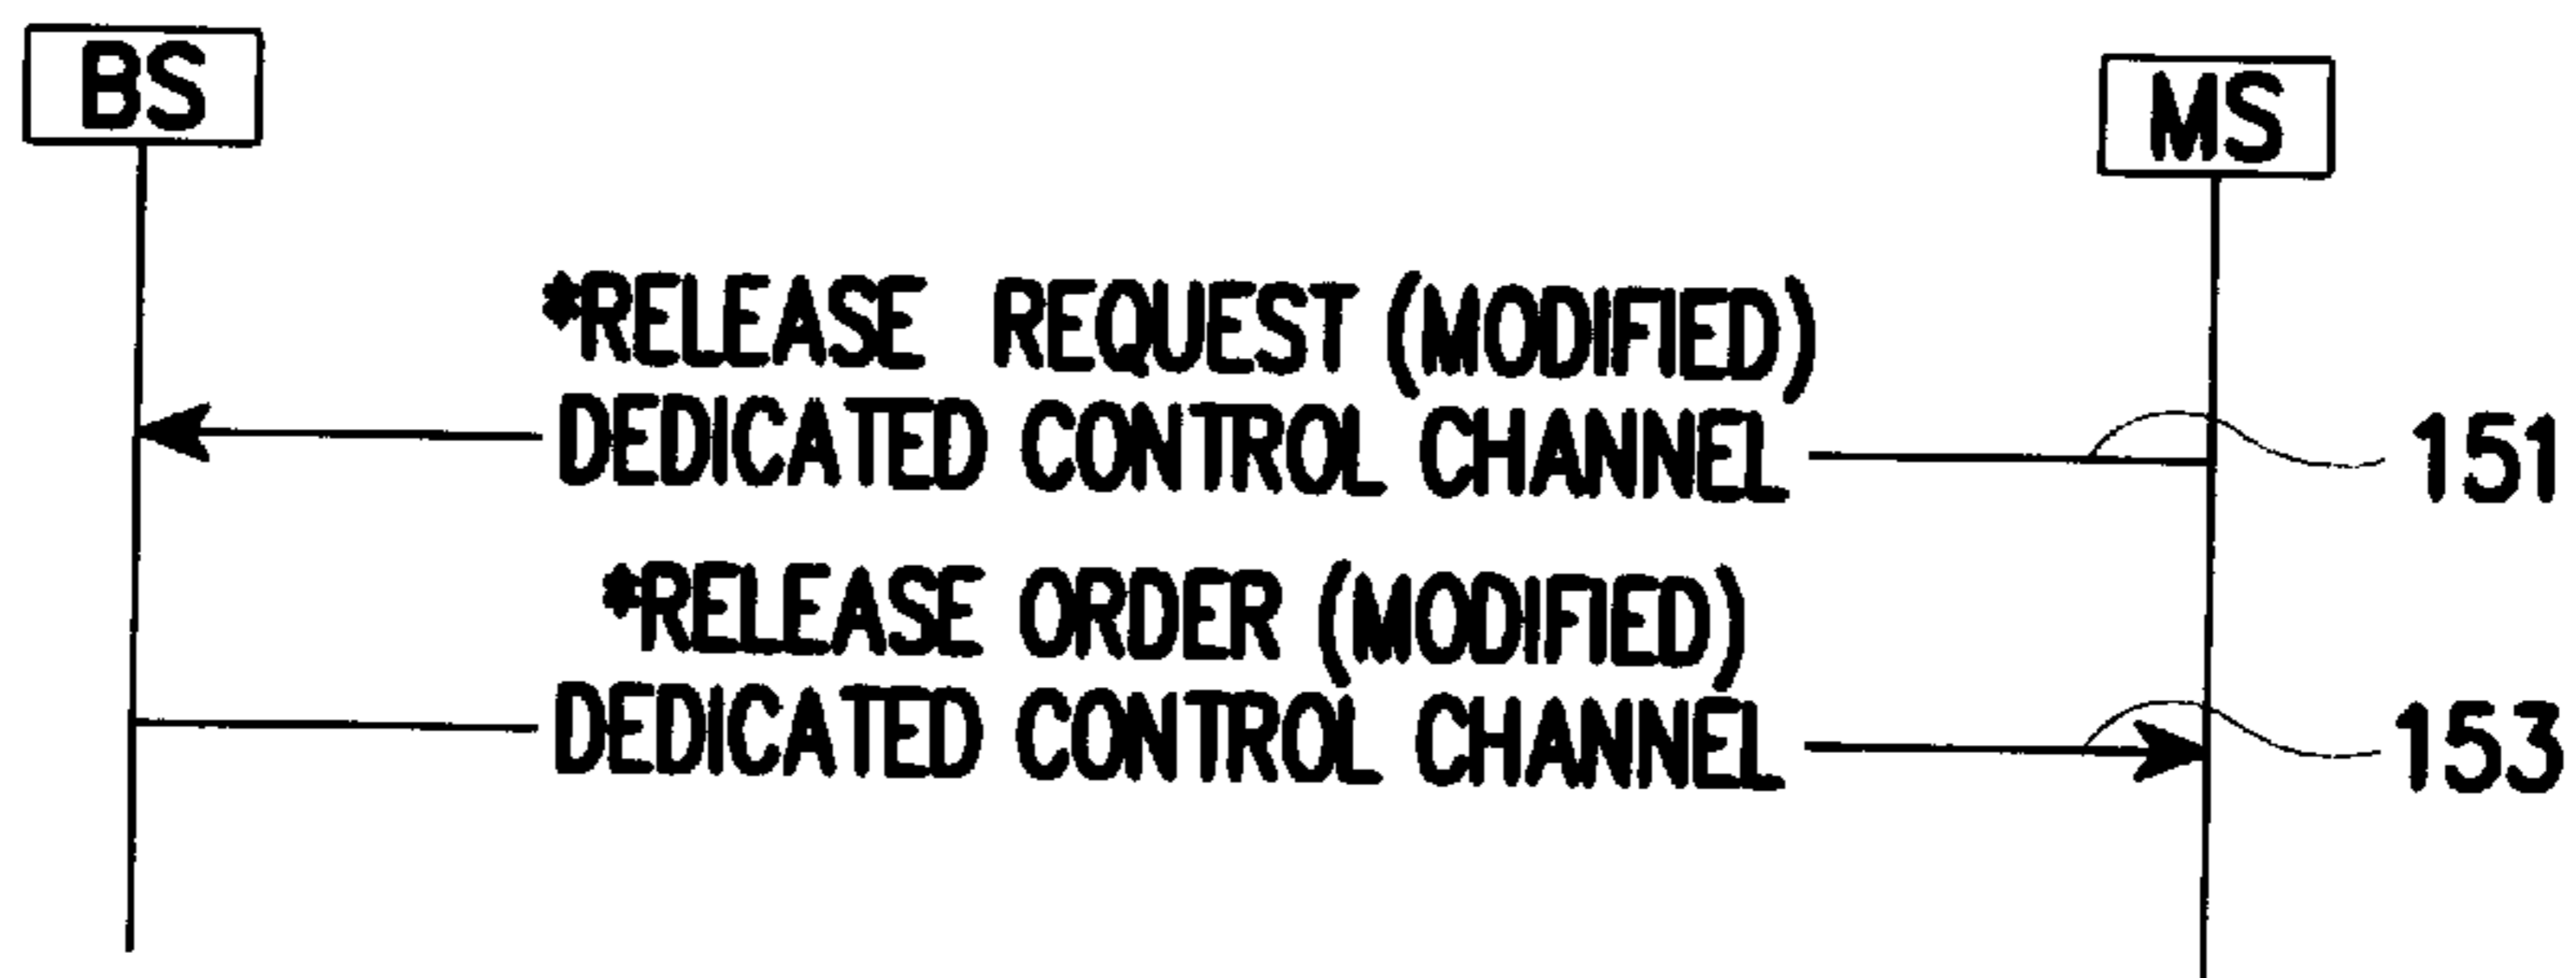 BS
MS
*RELEASE REQUEST (MODIFIED)
DEDICATED CONTROL CHANNEL
151
*RELEASE ORDER (MODIFIED)
DEDICATED CONTROL CHANNEL
153